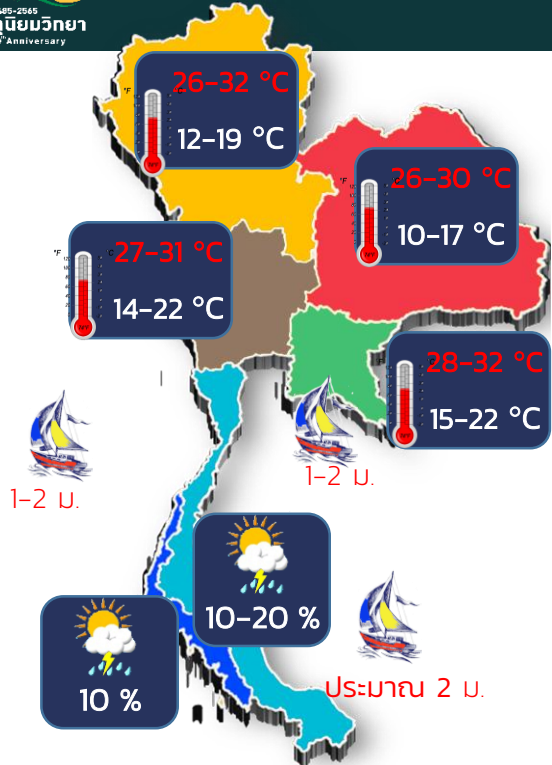 485-2565
ตุนิยมวิทยา
Anniversary
26-32 °C
12-19 °C
26-30 °C
10-17 °C
27-31 °C
14-22 °C
28-32 °C
15-22 °C
1-2 ม.
1-2 ม.
10-20 %
10 %
ประมาณ 2 ม.